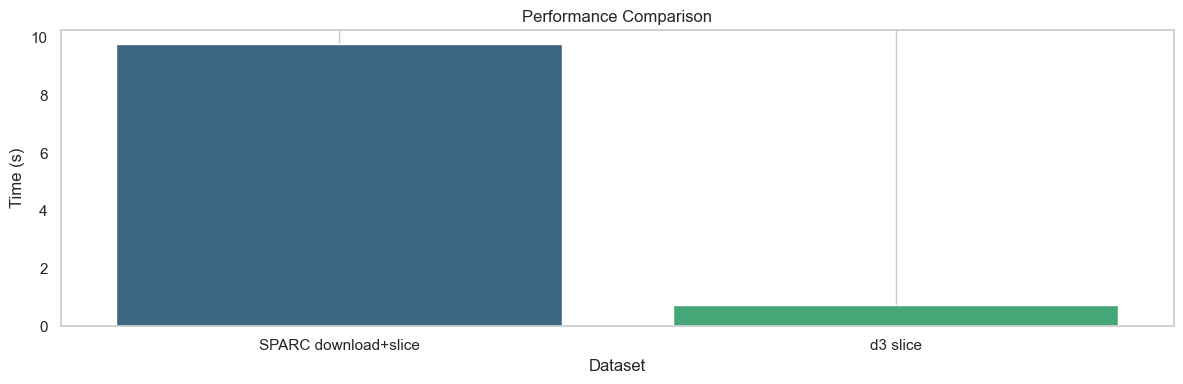 Performance Comparison
10
8
6
4
2
0
Time (s)
SPARC download+slice
d3 slice
Dataset